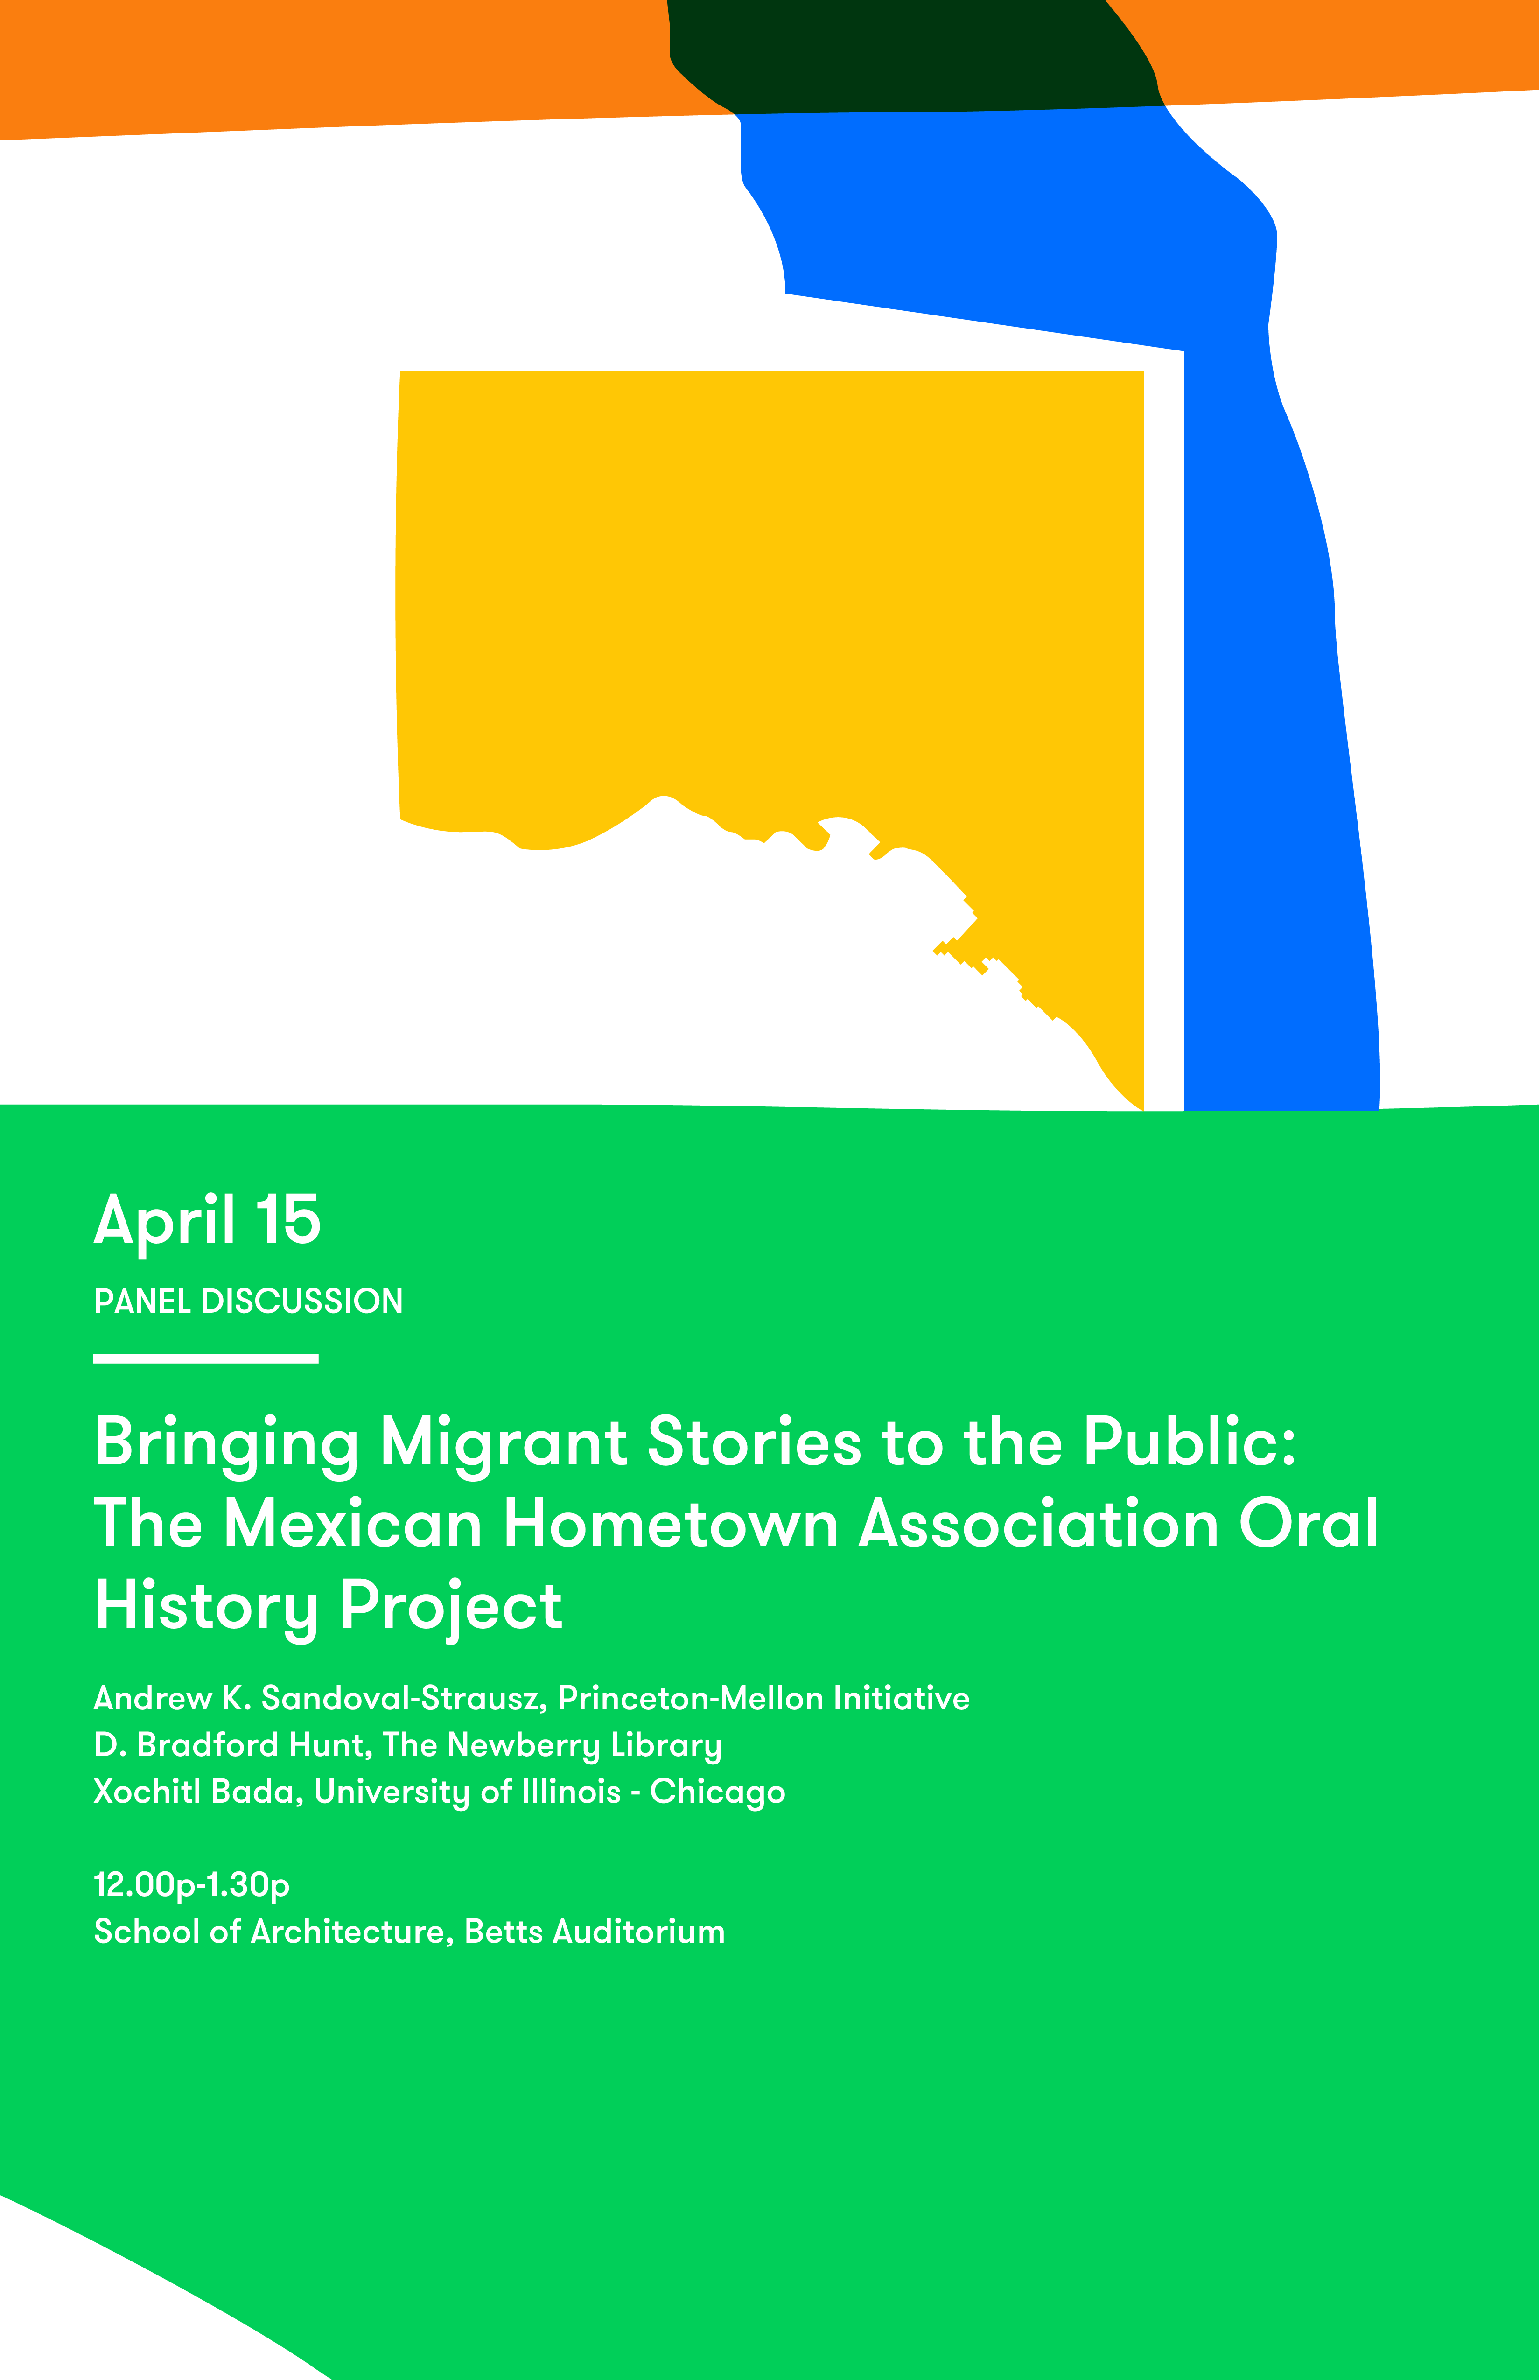 April 15
PANEL DISCUSSION
Bringing Migrant Stories to the Public:
The Mexican Hometown Association Oral
History Project
Andrew K. Sandoval-Strausz, Princeton-Mellon Initiative
D. Bradford Hunt, The Newberry Library
Xochitl Bada, University of Illinois - Chicago
12.00p-1.30p
School of Architecture, Betts Auditorium